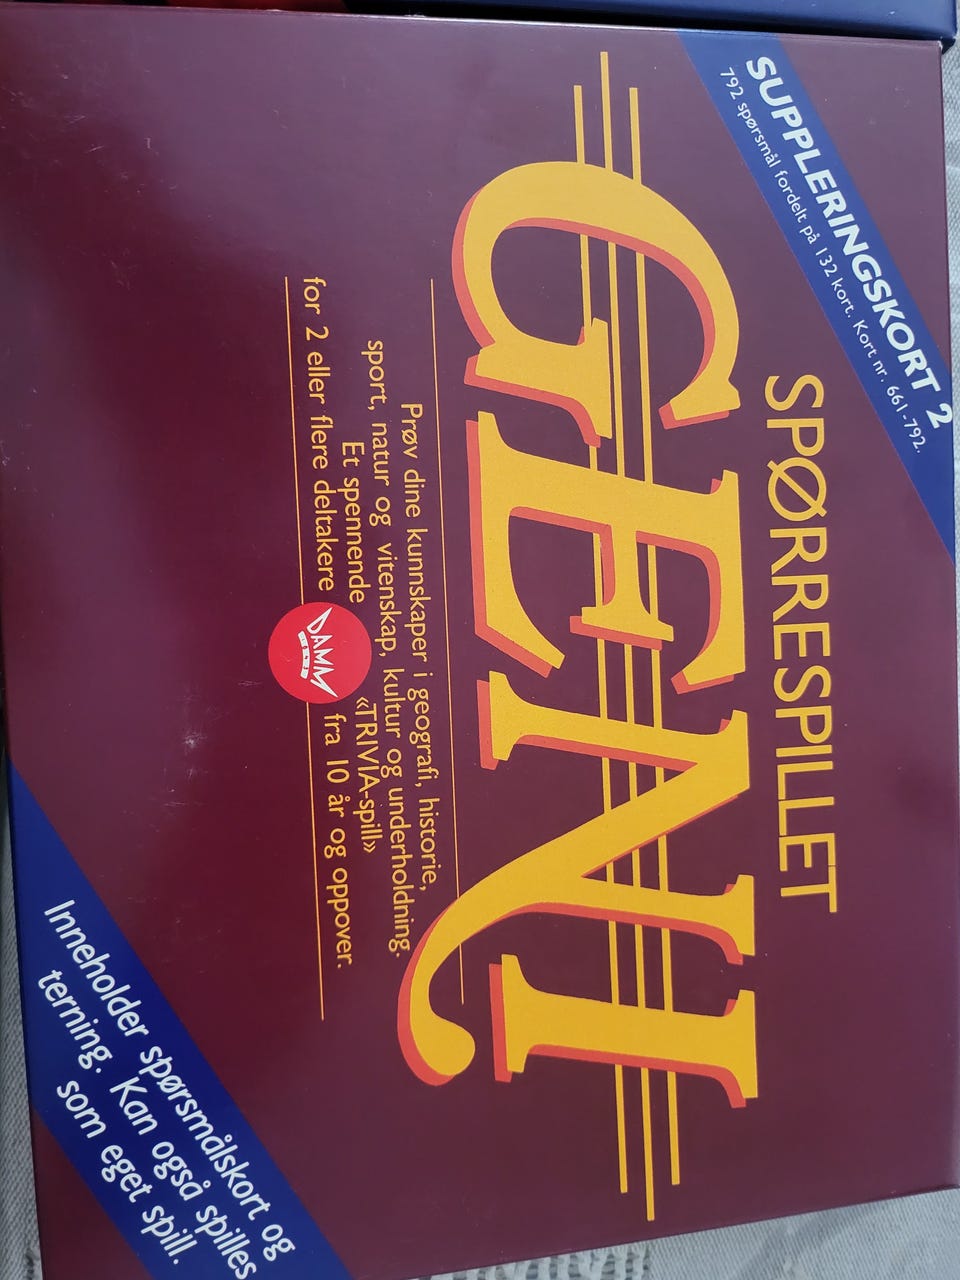 SUPPLERINGSKORT 2
792 spørsmål fordelt på 132 kort. Kort nr. 661-792.
SPØRRESPILLET
GENI
Prøv dine kunnskaper i geografi, historie,
sport, natur og vitenskap, kultur og underholdning.
Et spennende «TRIVIA-spill»
for 2 eller flere deltakere fra 10 år og oppover.
DAMM
Inneholder spørsmålskort og
terning. Kan også spilles
som eget spill.